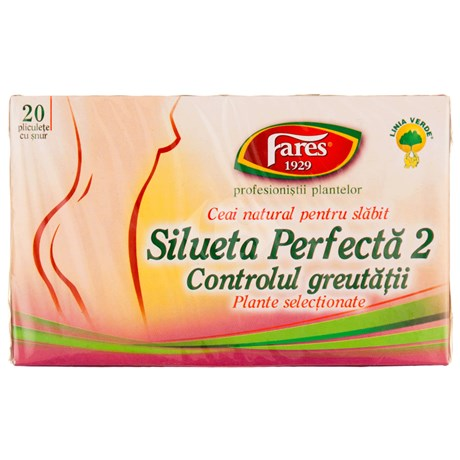 20
pliculețe
cu șnur
Fares®
1929
profesioniștii plantelor
LINIA VERDE®
Ceai natural pentru slăbit
Silueta Perfectă 2
Controlul greutății
Plante selecționate